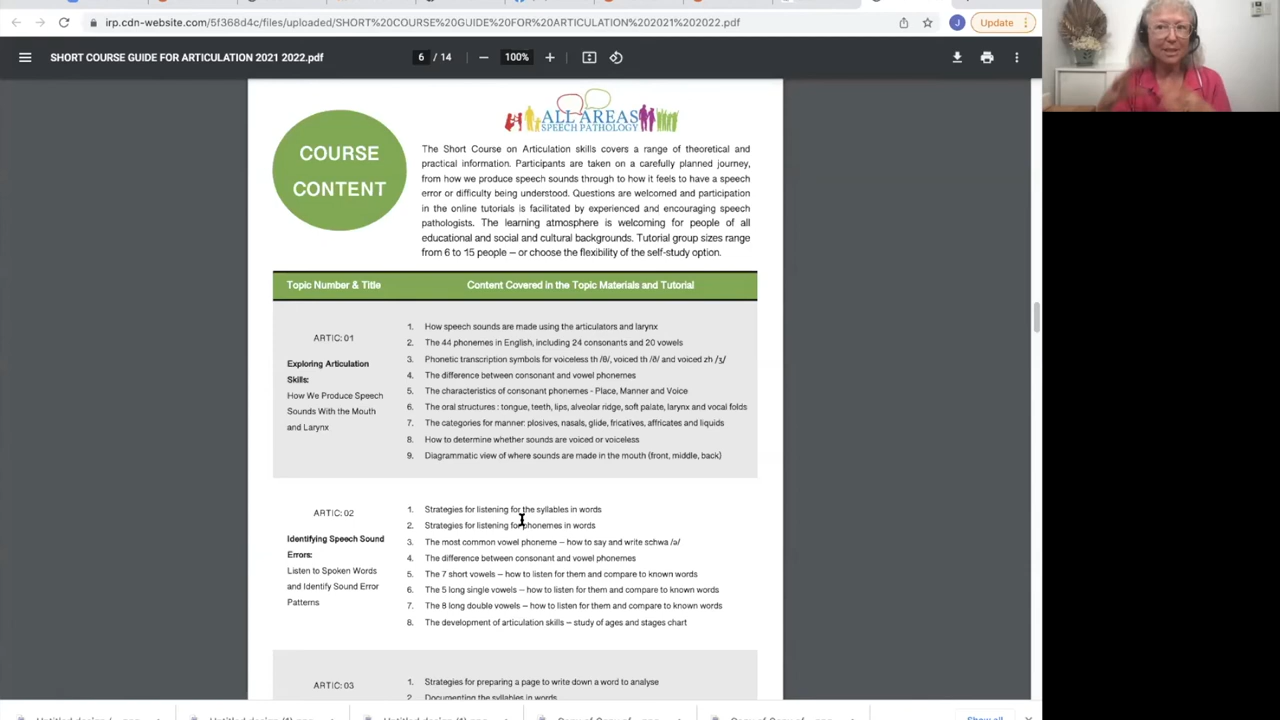 irp.cdn-website.com/5f368d4c/files/uploaded/SHORT%20COURSE%20GUIDE%20FOR%20ARTICULATION%202021%202022.pdf
J
Update
SHORT COURSE GUIDE FOR ARTICULATION 2021 2022.pdf
6 / 14
100%
ALL AREAS
SPEECH PATHOLOGY
COURSE
CONTENT
The Short Course on Articulation skills covers a range of theoretical and
practical information. Participants are taken on a carefully planned journey,
from how we produce speech sounds through to how it feels to have a speech
error or difficulty being understood. Questions are welcomed and participation
in the online tutorials is facilitated by experienced and encouraging speech
pathologists. The learning atmosphere is welcoming for people of all
educational and social and cultural backgrounds. Tutorial group sizes range
from 6 to 15 people – or choose the flexibility of the self-study option.
Topic Number & Title
Content Covered in the Topic Materials and Tutorial
ARTIC: 01
Exploring Articulation
Skills:
How We Produce Speech
Sounds With the Mouth
and Larynx
1. How speech sounds are made using the articulators and larynx
2. The 44 phonemes in English, including 24 consonants and 20 vowels
3. Phonetic transcription symbols for voiceless th /θ/, voiced th /ð/ and voiced zh /ʒ/
4. The difference between consonant and vowel phonemes
5. The characteristics of consonant phonemes - Place, Manner and Voice
6. The oral structures : tongue, teeth, lips, alveolar ridge, soft palate, larynx and vocal folds
7. The categories for manner: plosives, nasals, glide, fricatives, affricates and liquids
8. How to determine whether sounds are voiced or voiceless
9. Diagrammatic view of where sounds are made in the mouth (front, middle, back)
ARTIC: 02
Identifying Speech Sound
Errors:
Listen to Spoken Words
and Identify Sound Error
Patterns
1. Strategies for listening for the syllables in words
2. Strategies for listening for phonemes in words
3. The most common vowel phoneme – how to say and write schwa /ə/
4. The difference between consonant and vowel phonemes
5. The 7 short vowels – how to listen for them and compare to known words
6. The 5 long single vowels – how to listen for them and compare to known words
7. The 8 long double vowels – how to listen for them and compare to known words
8. The development of articulation skills – study of ages and stages chart
ARTIC: 03
1. Strategies for preparing a page to write down a word to analyse
2. Documenting the syllables in words
Show all